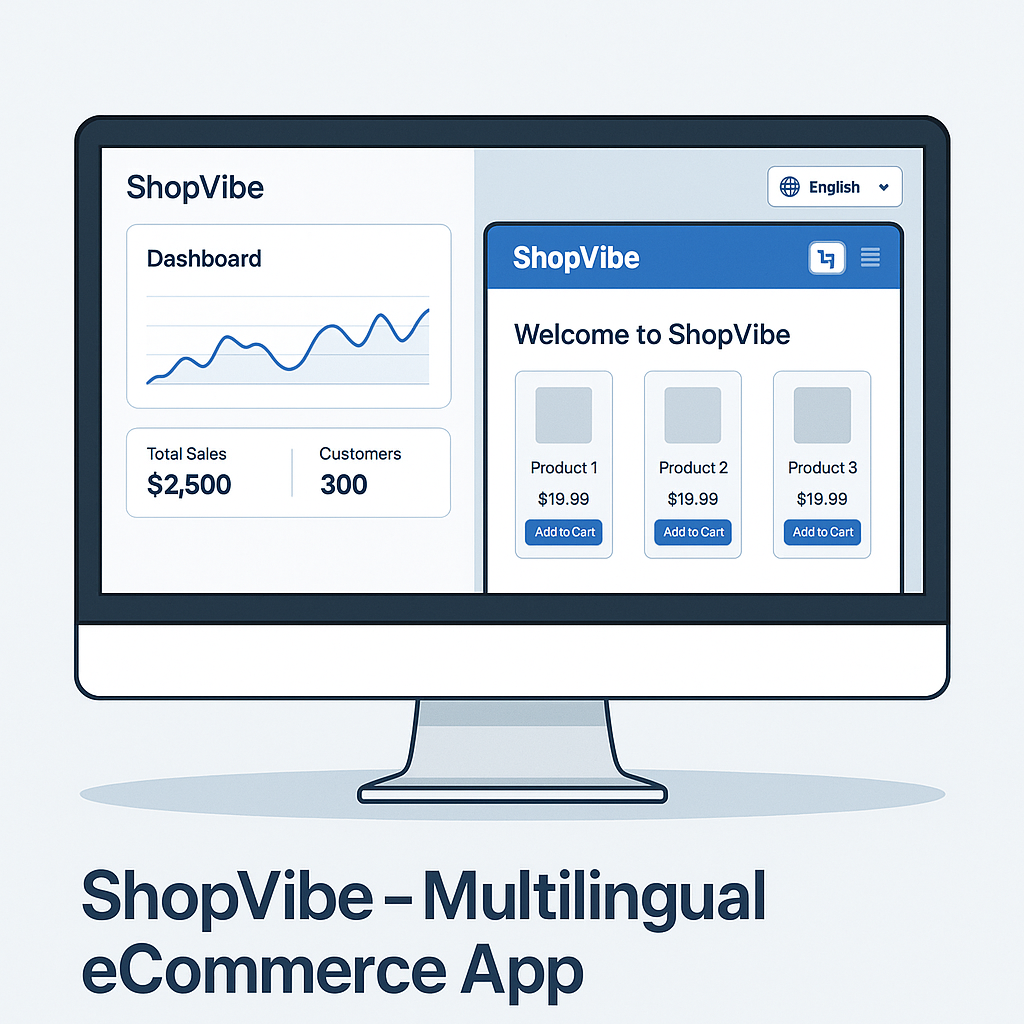 ShopVibe
Dashboard
Total Sales
$2,500
Customers
300
English
ShopVibe
Welcome to ShopVibe
Product 1
$19.99
Add to Cart
Product 2
$19.99
Add to Cart
Product 3
$19.99
Add to Cart
ShopVibe – Multilingual
eCommerce App